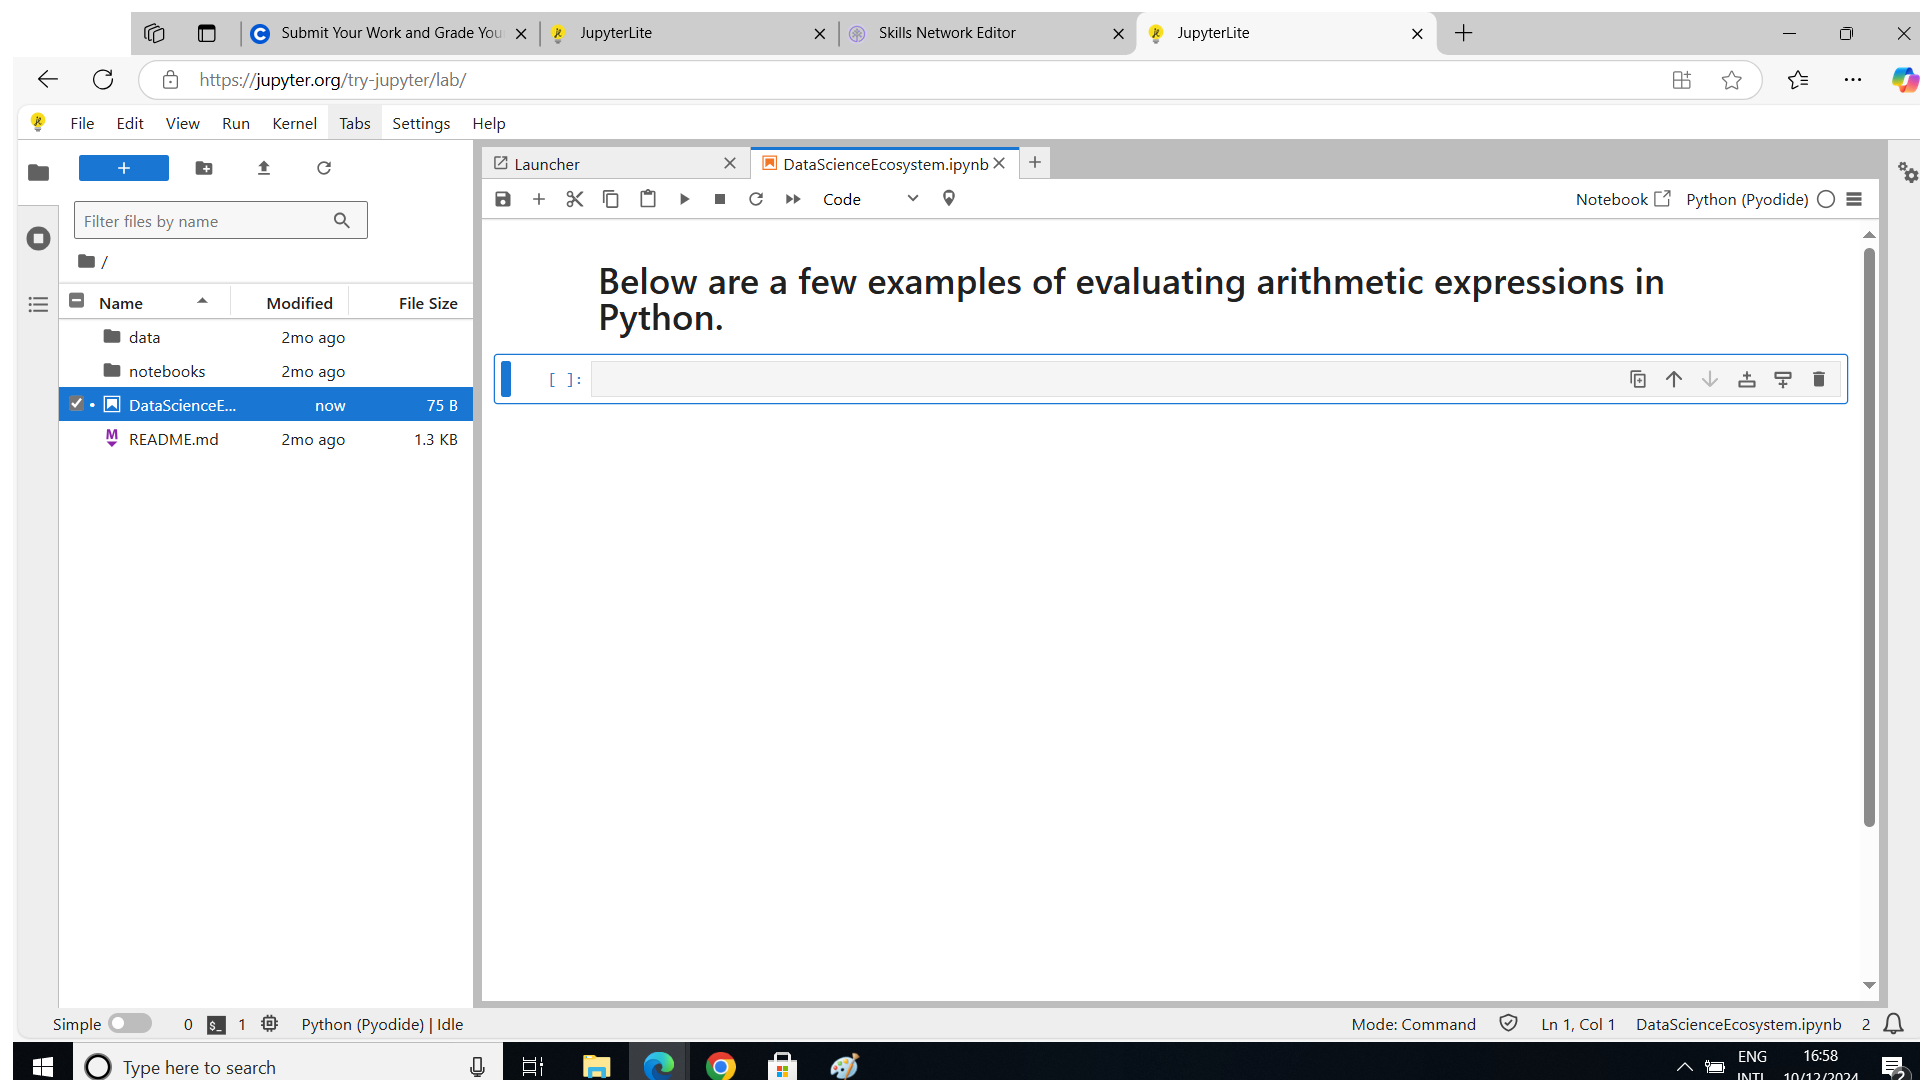 Submit Your Work and Grade You
JupyterLite
Skills Network Editor
JupyterLite
https://jupyter.org/try-jupyter/lab/
File Edit View Run Kernel Tabs Settings Help
Launcher
DataScienceEcosystem.ipynb
Code
Notebook
Python (Pyodide)
Filter files by name
/
Name Modified File Size
data 2mo ago
notebooks 2mo ago
DataScienceE... now 75 B
README.md 2mo ago 1.3 KB
Below are a few examples of evaluating arithmetic expressions in
Python.
[ ]:
Simple 0 $_ 1 Python (Pyodide) | Idle
Mode: Command Ln 1, Col 1 DataScienceEcosystem.ipynb 2
Type here to search
ENG
INTL
16:58
10/12/2024
2